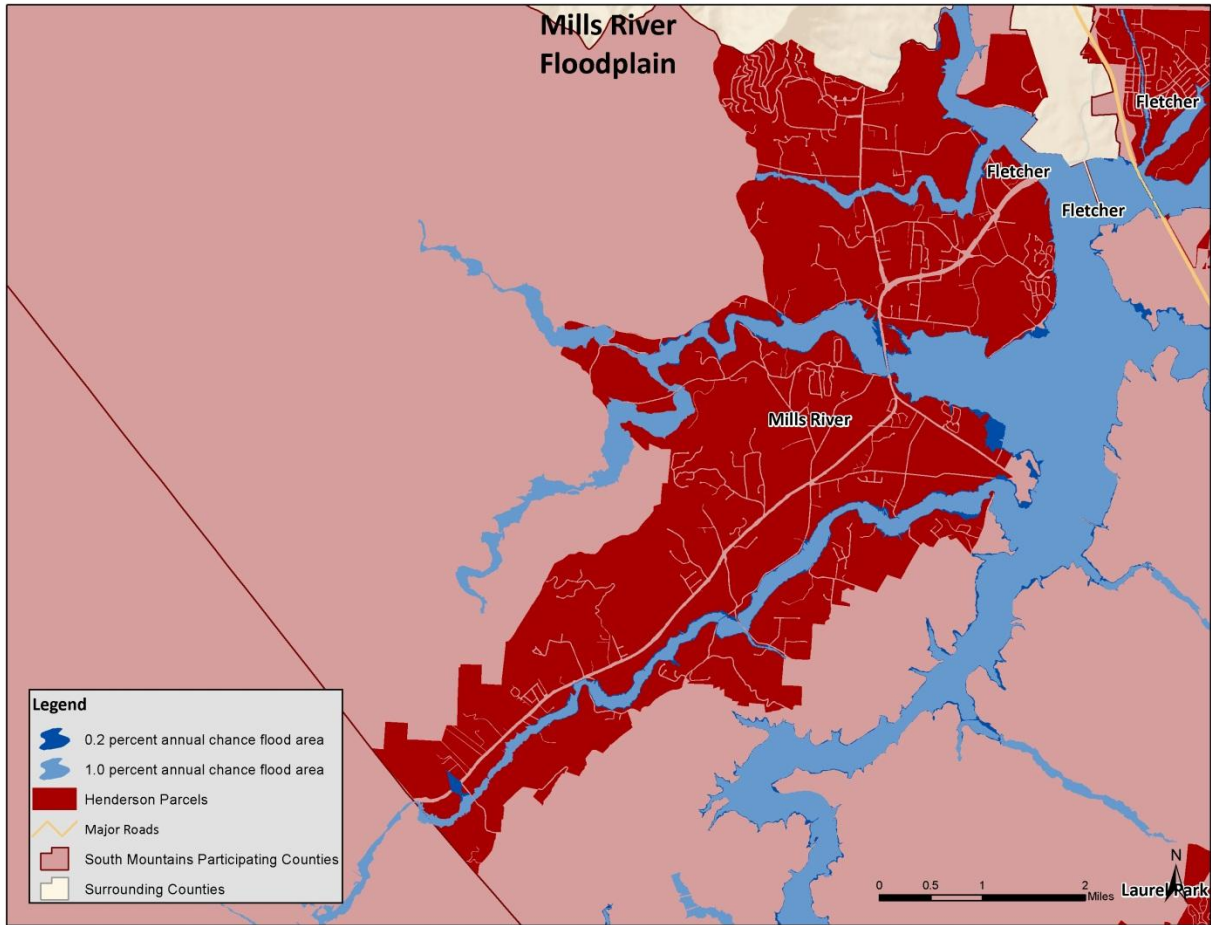 Mills River
Floodplain
Fletcher
Fletcher
Fletcher
Mills River
Legend
0.2 percent annual chance flood area
1.0 percent annual chance flood area
Henderson Parcels
Major Roads
South Mountains Participating Counties
Surrounding Counties
N
0 0.5 1 2
Miles
Laurel Park